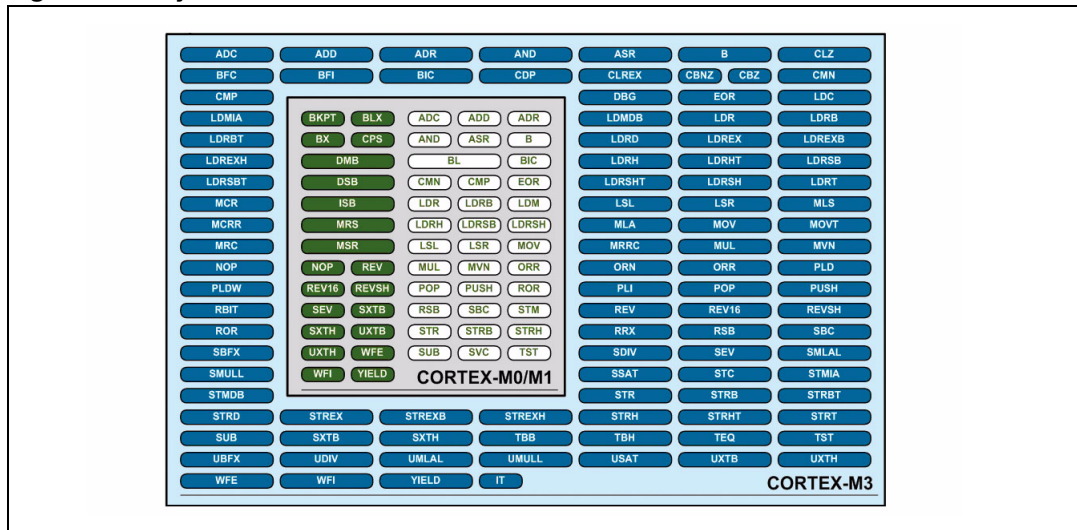 ADC ADD ADR AND ASR B CLZ
BFC BFI BIC CDP CLREX CBNZ CBZ CMN
CMP DBG EOR LDC
LDMIA BKPT BLX ADC ADD ADR LDMDB LDR LDRB
LDRBT BX CPS AND ASR B LDRD LDREX LDREXB
LDREXH DMB BL BIC LDRH LDRHT LDRSB
LDRSBT DSB CMN CMP EOR LDRSHT LDRSH LDRT
MCR ISB LDR LDRB LDM LSL LSR MLS
MCRR MRS LDRH LDRSB LDRSH MLA MOV MOVT
MRC MSR LSL LSR MOV MRRC MUL MVN
NOP NOP REV MUL MVN ORR ORN ORR PLD
PLDW REV16 REVSH POP PUSH ROR PLI POP PUSH
RBIT SEV SXTB RSB SBC STM REV REV16 REVSH
ROR SXTH UXTB STR STRB STRH RRX RSB SBC
SBFX UXTH WFE SUB SVC TST SDIV SEV SMLAL
SMULL WFI YIELD CORTEX-M0/M1 SSAT STC STMIA
STMDB STR STRB STRBT
STRD STREX STREXB STREXH STRH STRHT STRT
SUB SXTB SXTH TBB TBH TEQ TST
UBFX UDIV UMLAL UMULL USAT UXTB UXTH
WFE WFI YIELD IT CORTEX-M3